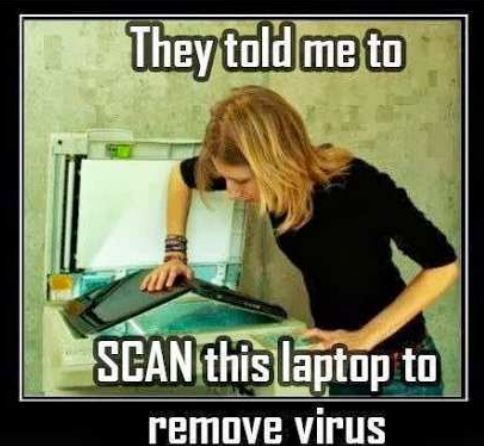 They told me to
SCAN this laptop to
remove virus